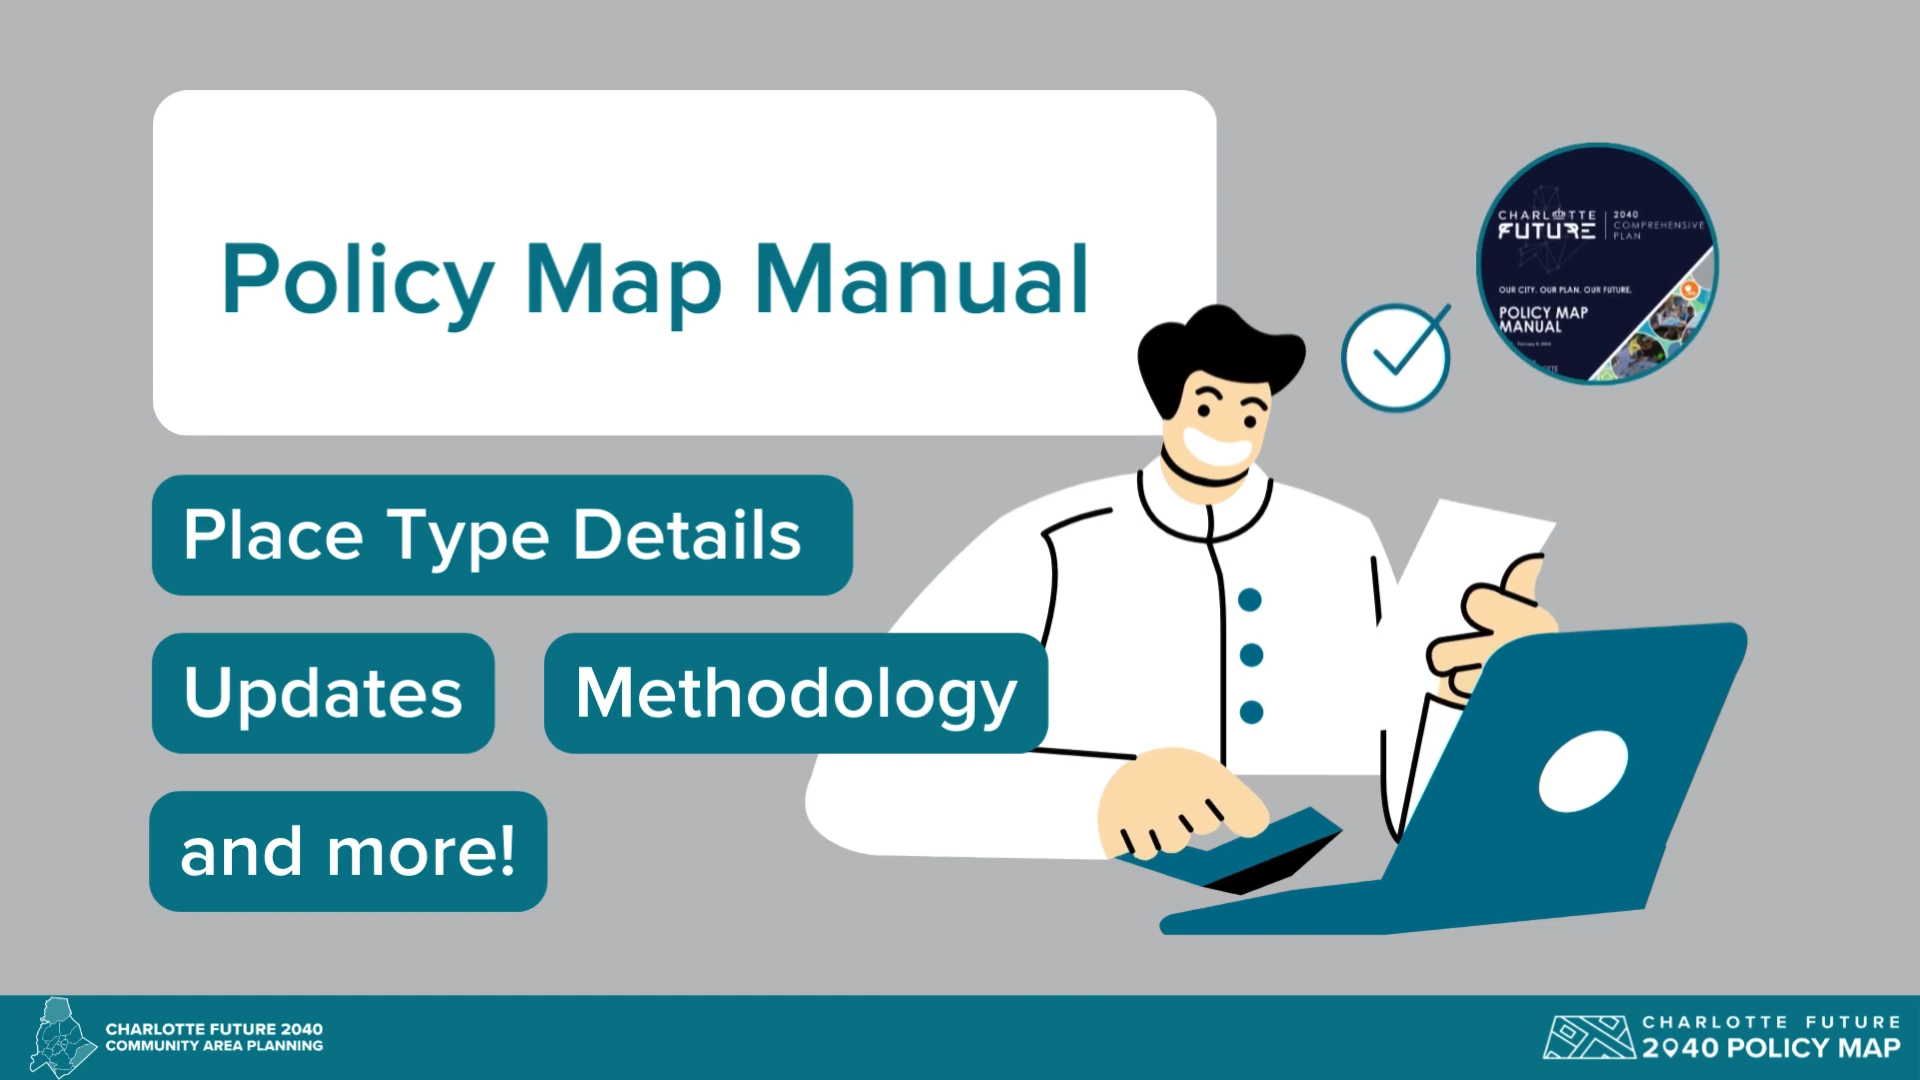 Policy Map Manual
CHARLOTTE
FUTURE
2040
COMPREHENSIVE
PLAN
OUR CITY. OUR PLAN. OUR FUTURE.
POLICY MAP
MANUAL
Place Type Details
Updates
Methodology
and more!
CHARLOTTE FUTURE 2040
COMMUNITY AREA PLANNING
CHARLOTTE FUTURE
2040 POLICY MAP